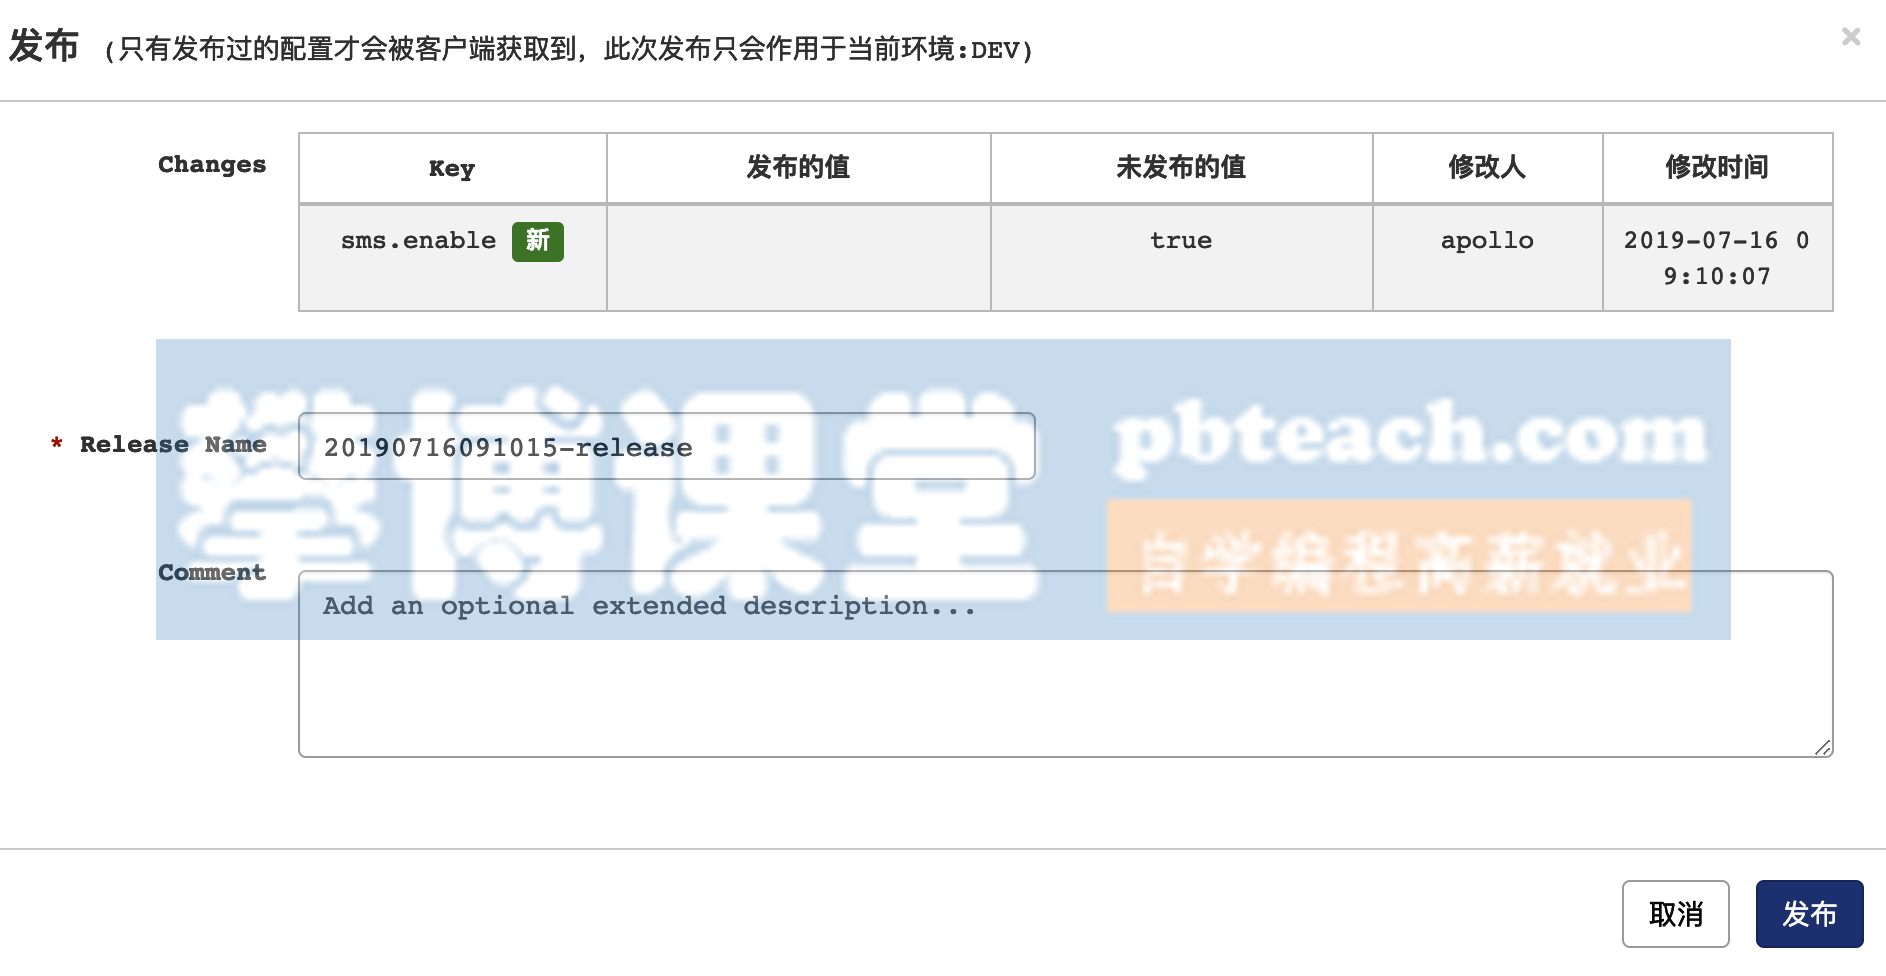 发布 (只有发布过的配置才会被客户端获取到，此次发布只会作用于当前环境:DEV)
×
Changes
Key 发布的值 未发布的值 修改人 修改时间
sms.enable 新 true apollo 2019-07-16 0
9:10:07
攀博课堂 pbteach.com
自学编程高薪就业
* Release Name 20190716091015-release
Comment
Add an optional extended description...
取消 发布